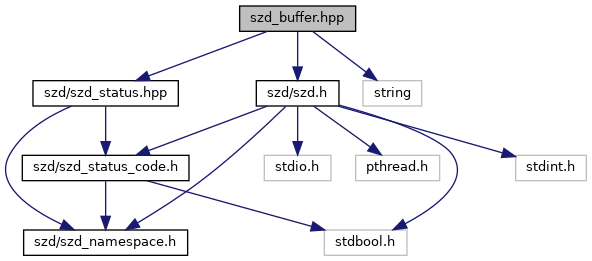 szd_buffer.hpp
szd/szd_status.hpp
szd/szd.h
string
szd/szd_status_code.h
stdio.h
pthread.h
stdint.h
szd/szd_namespace.h
stdbool.h